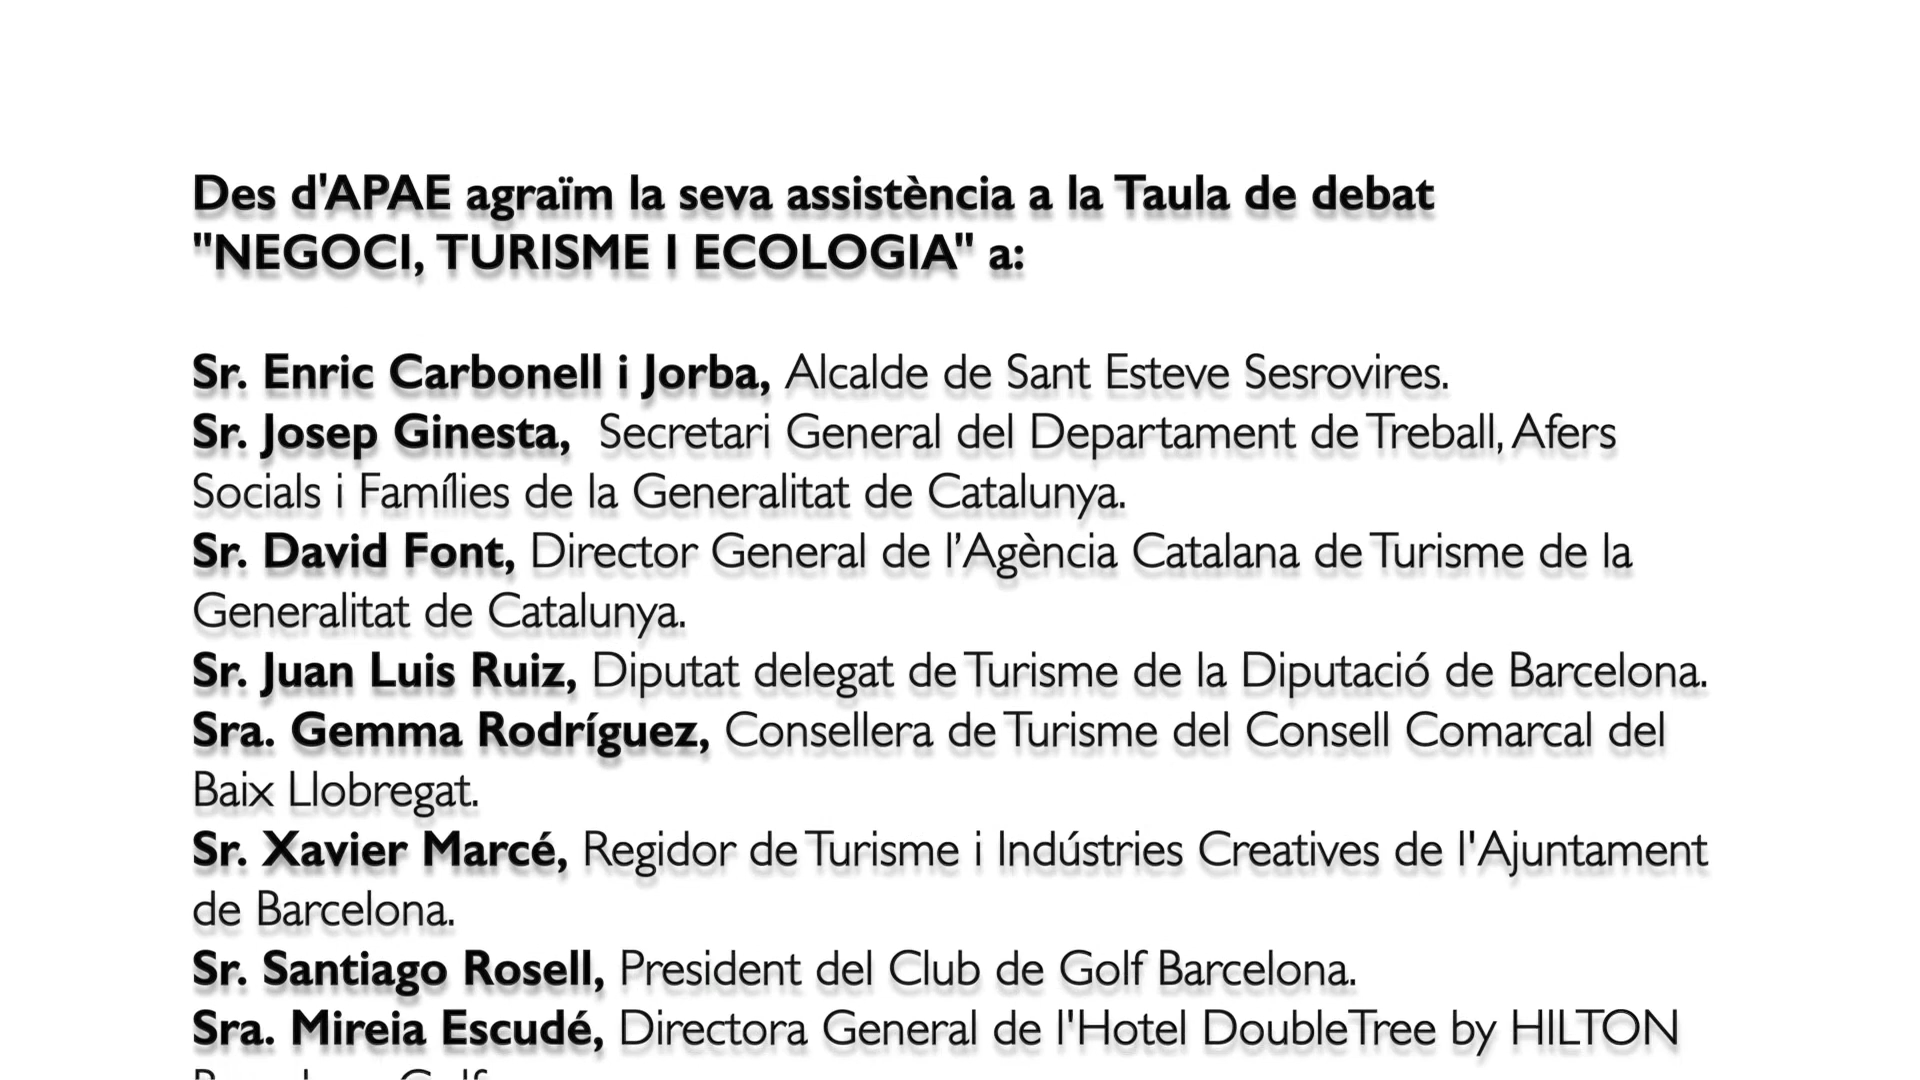 Des d'APAE agraïm la seva assistència a la Taula de debat
"NEGOCI, TURISME I ECOLOGIA" a:
Sr. Enric Carbonell i Jorba, Alcalde de Sant Esteve Sesrovires.
Sr. Josep Ginesta, Secretari General del Departament de Treball, Afers
Socials i Famílies de la Generalitat de Catalunya.
Sr. David Font, Director General de l’Agència Catalana de Turisme de la
Generalitat de Catalunya.
Sr. Juan Luis Ruiz, Diputat delegat de Turisme de la Diputació de Barcelona.
Sra. Gemma Rodríguez, Consellera de Turisme del Consell Comarcal del
Baix Llobregat.
Sr. Xavier Marcé, Regidor de Turisme i Indústries Creatives de l'Ajuntament
de Barcelona.
Sr. Santiago Rosell, President del Club de Golf Barcelona.
Sra. Mireia Escudé, Directora General de l'Hotel DoubleTree by HILTON